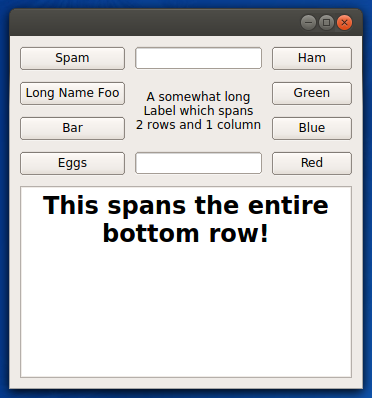 Spam
Ham
Long Name Foo
A somewhat long
Label which spans
2 rows and 1 column
Green
Bar
Blue
Eggs
Red
This spans the entire
bottom row!